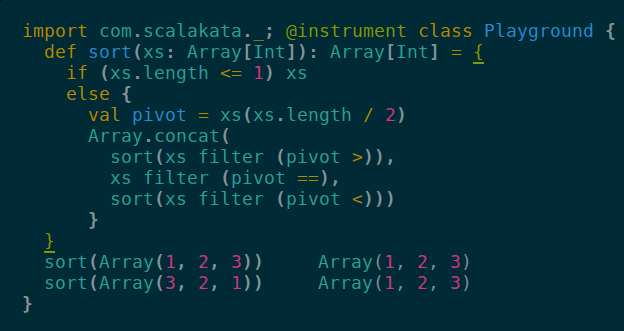 import com.scalakata._; @instrument class Playground {
  def sort(xs: Array[Int]): Array[Int] = {
    if (xs.length <= 1) xs
    else {
      val pivot = xs(xs.length / 2)
      Array.concat(
        sort(xs filter (pivot >)),
        xs filter (pivot ==),
        sort(xs filter (pivot <)))
      }
  }
  sort(Array(1, 2, 3))     Array(1, 2, 3)
  sort(Array(3, 2, 1))     Array(1, 2, 3)
}